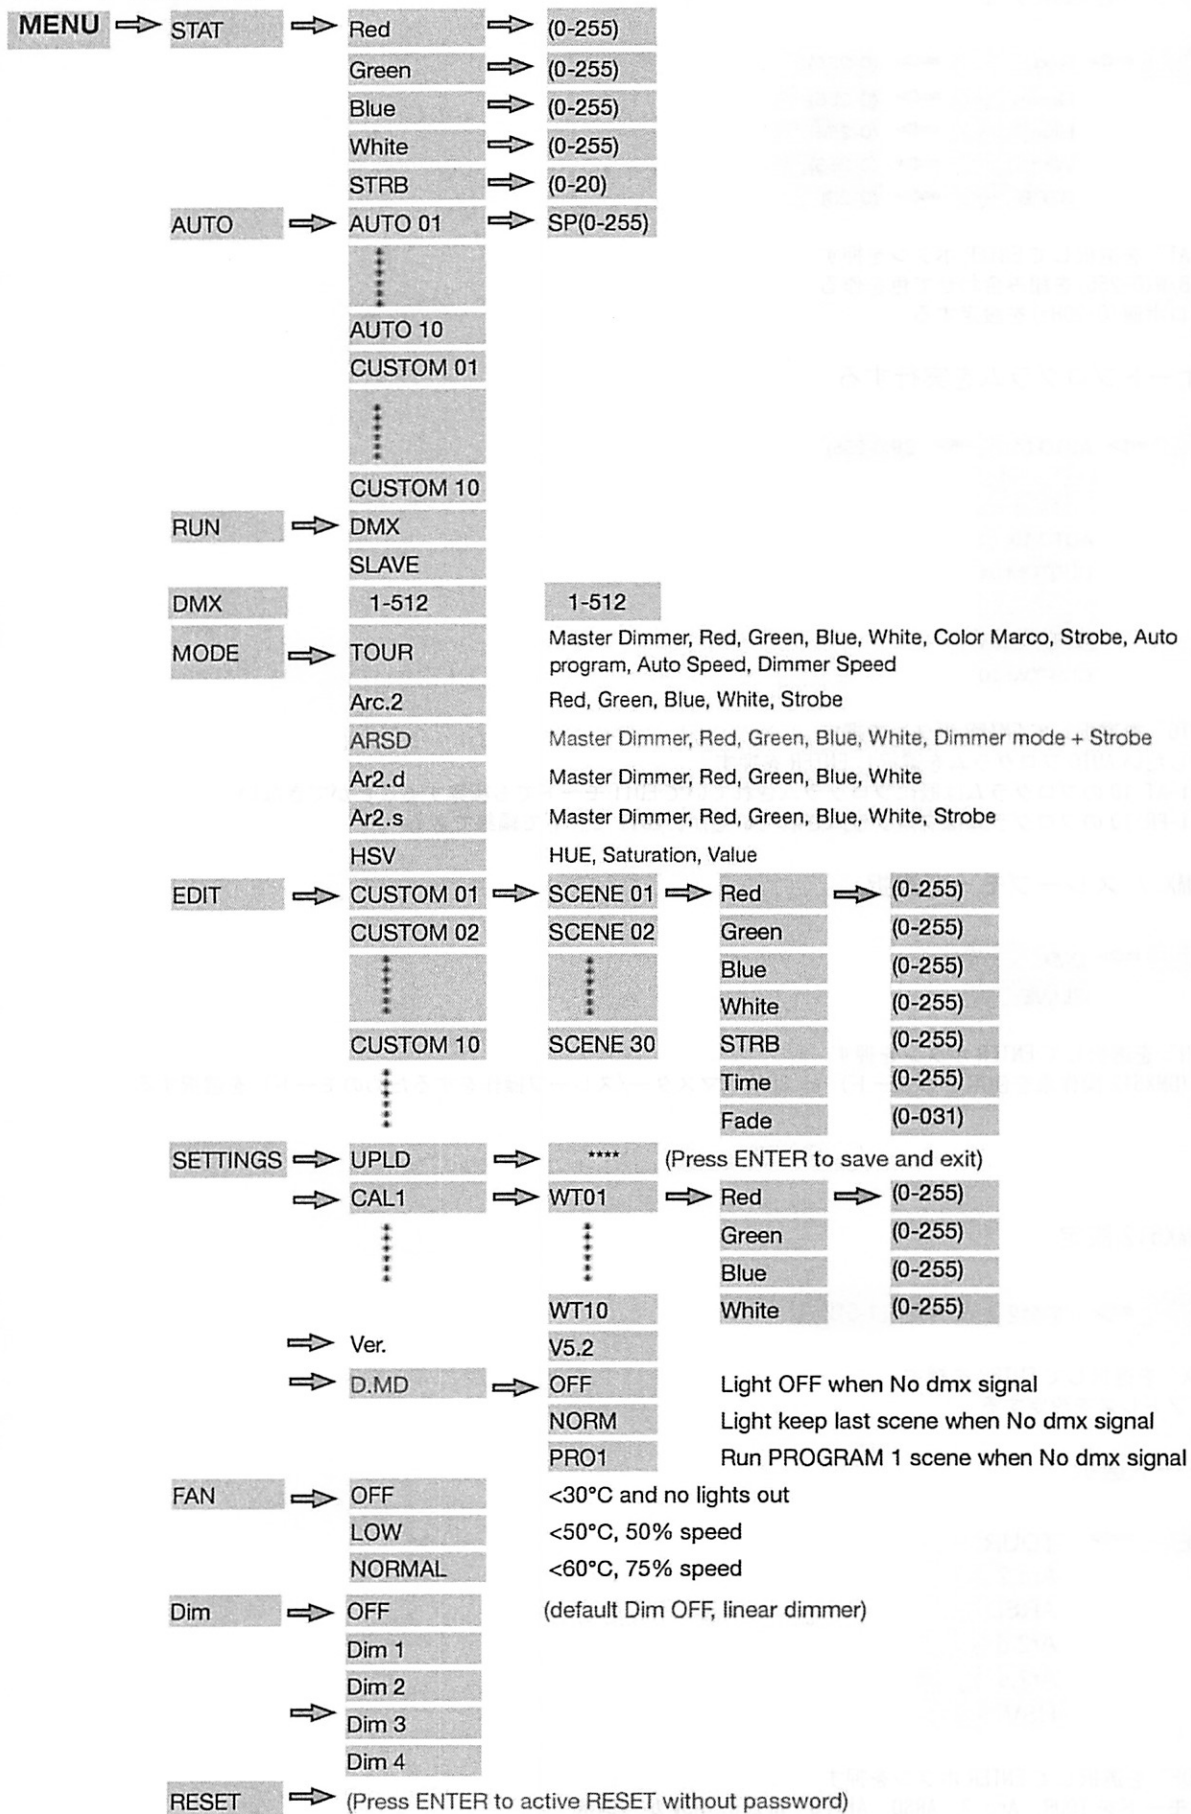 MENU STAT Red (0-255)
Green (0-255)
Blue (0-255)
White (0-255)
STRB (0-20)
AUTO AUTO 01 SP(0-255)
AUTO 10
CUSTOM 01
CUSTOM 10
RUN DMX
SLAVE
DMX 1-512 1-512
MODE TOUR Master Dimmer, Red, Green, Blue, White, Color Marco, Strobe, Auto
program, Auto Speed, Dimmer Speed
Arc.2 Red, Green, Blue, White, Strobe
ARSD Master Dimmer, Red, Green, Blue, White, Dimmer mode + Strobe
Ar2.d Master Dimmer, Red, Green, Blue, White
Ar2.s Master Dimmer, Red, Green, Blue, White, Strobe
HSV HUE, Saturation, Value
EDIT CUSTOM 01 SCENE 01 Red (0-255)
CUSTOM 02 SCENE 02 Green (0-255)
Blue (0-255)
White (0-255)
CUSTOM 10 SCENE 30 STRB (0-255)
Time (0-255)
Fade (0-031)
SETTINGS UPLD **** (Press ENTER to save and exit)
CAL1 WT01 Red (0-255)
Green (0-255)
Blue (0-255)
WT10 White (0-255)
Ver. V5.2
D.MD OFF Light OFF when No dmx signal
NORM Light keep last scene when No dmx signal
PRO1 Run PROGRAM 1 scene when No dmx signal
FAN OFF <30°C and no lights out
LOW <50°C, 50% speed
NORMAL <60°C, 75% speed
Dim OFF (default Dim OFF, linear dimmer)
Dim 1
Dim 2
Dim 3
Dim 4
RESET (Press ENTER to active RESET without password)